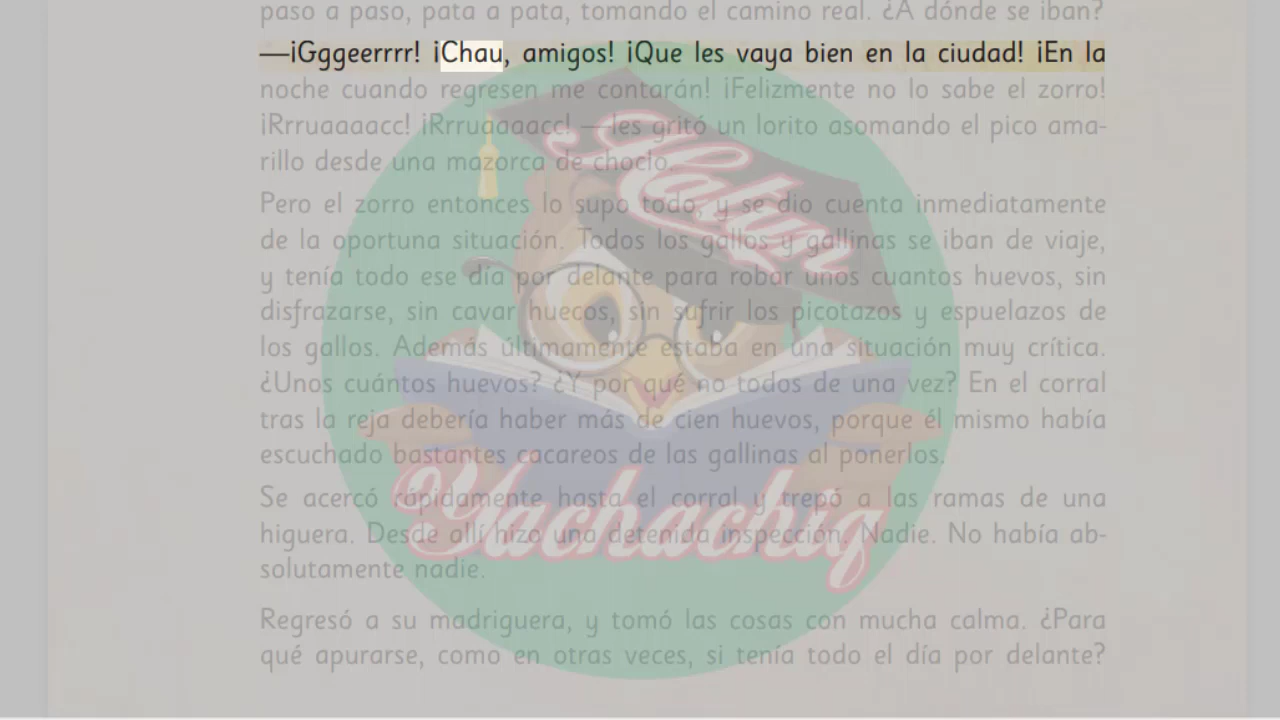 paso a paso, pata a pata, tomando el camino real. ¿A dónde se iban?
—¡Gggeerrrr! ¡Chau, amigos! ¡Que les vaya bien en la ciudad! ¡En la
noche cuando regresen me contarán! ¡Felizmente no lo sabe el zorro!
¡Rrruaaaacc! ¡Rrruaaaacc! —les gritó un lorito asomando el pico ama-
rillo desde una mazorca de choclo.
Pero el zorro entonces lo supo todo, y se dio cuenta inmediatamente
de la oportuna situación. Todos los gallos y gallinas se iban de viaje,
y tenía todo ese día por delante para robar unos cuantos huevos, sin
disfrazarse, sin cavar huecos, sin sufrir los picotazos y espuelazos de
los gallos. Además últimamente estaba en una situación muy crítica.
¿Unos cuántos huevos? ¿Y por qué no todos de una vez? En el corral
tras la reja debería haber más de cien huevos, porque él mismo había
escuchado bastantes cacareos de las gallinas al ponerlos.
Se acercó rápidamente hasta el corral y trepó a las ramas de una
higuera. Desde allí hizo una detenida inspección. Nadie. No había ab-
solutamente nadie.
Regresó a su madriguera, y tomó las cosas con mucha calma. ¿Para
qué apurarse, como en otras veces, si tenía todo el día por delante?
Hatun
Yachachiq